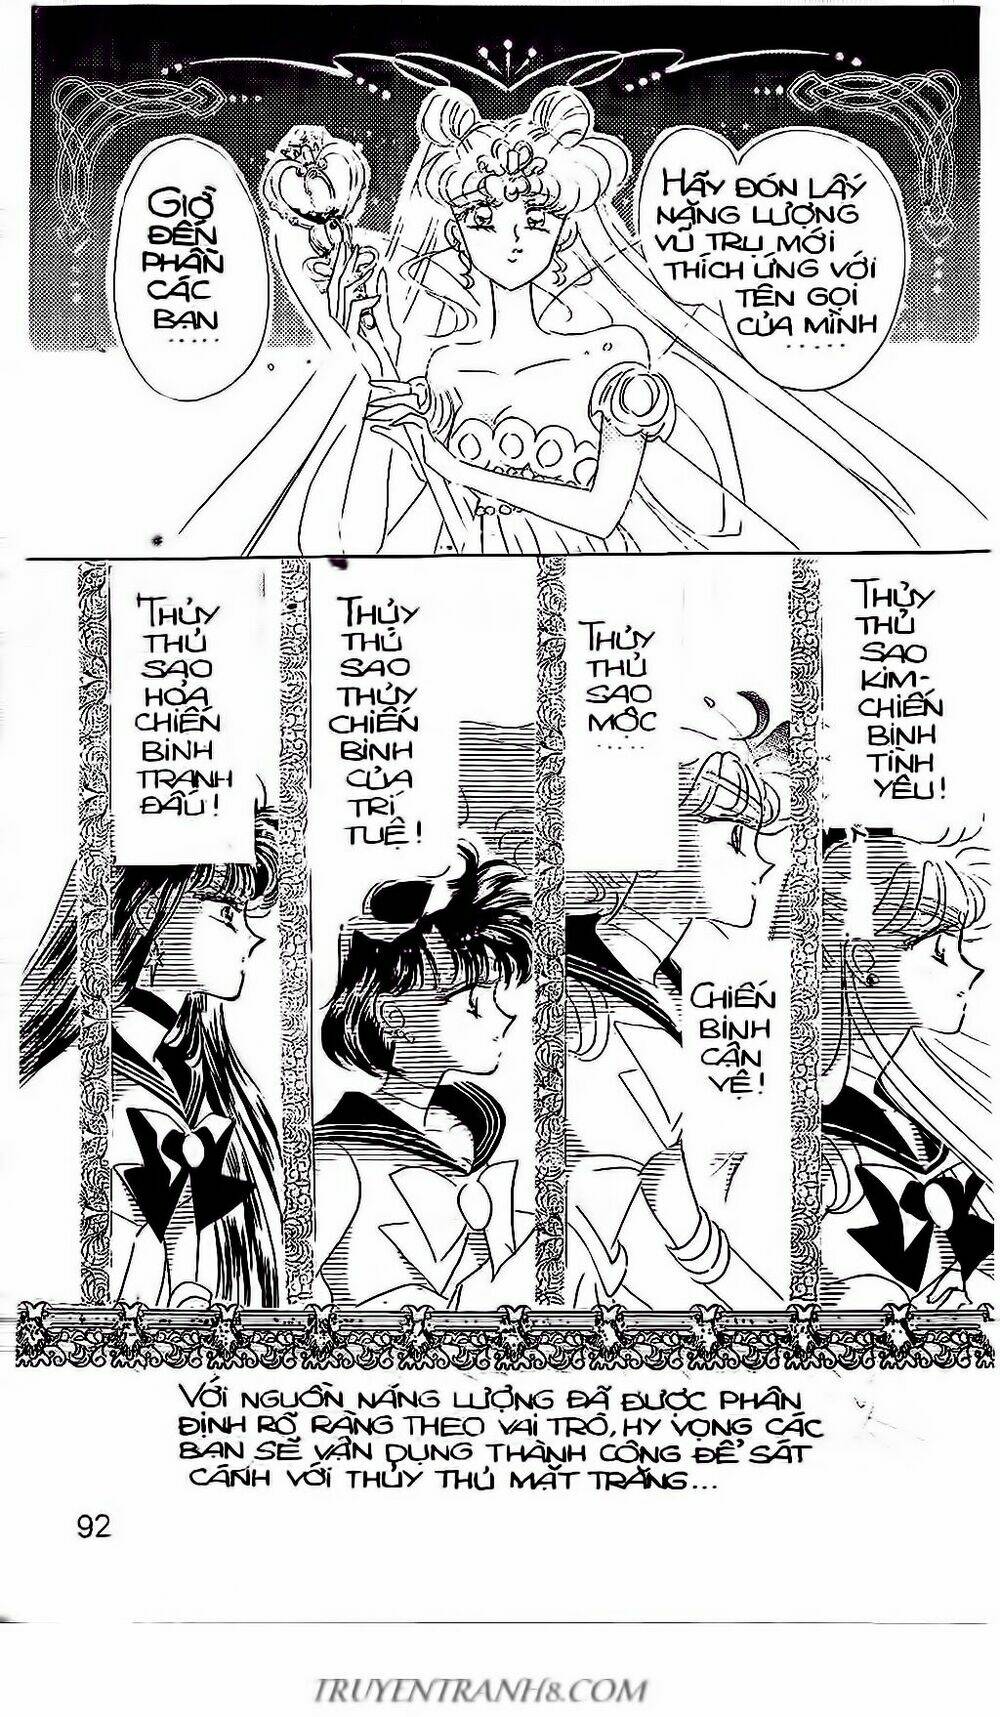 GIỜ
ĐẾN
PHẦN
CÁC
BẠN
.....
HÃY ĐÓN LẤY
NĂNG LƯỢNG
VŨ TRỤ MỚI
THÍCH ỨNG VỚI
TÊN GỌI
CỦA MÌNH
.....
THỦY
THỦ
SAO
HỎA
CHIẾN
BINH
TRANH
ĐẤU!
THỦY
THỦ
SAO
THỦY
CHIẾN
BINH
CỦA
TRÍ
TUỆ!
THỦY
THỦ
SAO
MỘC
.....
CHIẾN
BINH
CẬN
VỆ!
THỦY
THỦ
SAO
KIM-
CHIẾN
BINH
TÌNH
YÊU!
VỚI NGUỒN NĂNG LƯỢNG ĐÃ ĐƯỢC PHÂN
ĐỊNH RÕ RÀNG THEO VAI TRÒ, HY VỌNG CÁC
BẠN SẼ VẬN DỤNG THÀNH CÔNG ĐỂ SÁT
CÁNH VỚI THỦY THỦ MẶT TRĂNG...
92
TRUYENTRANH8.COM